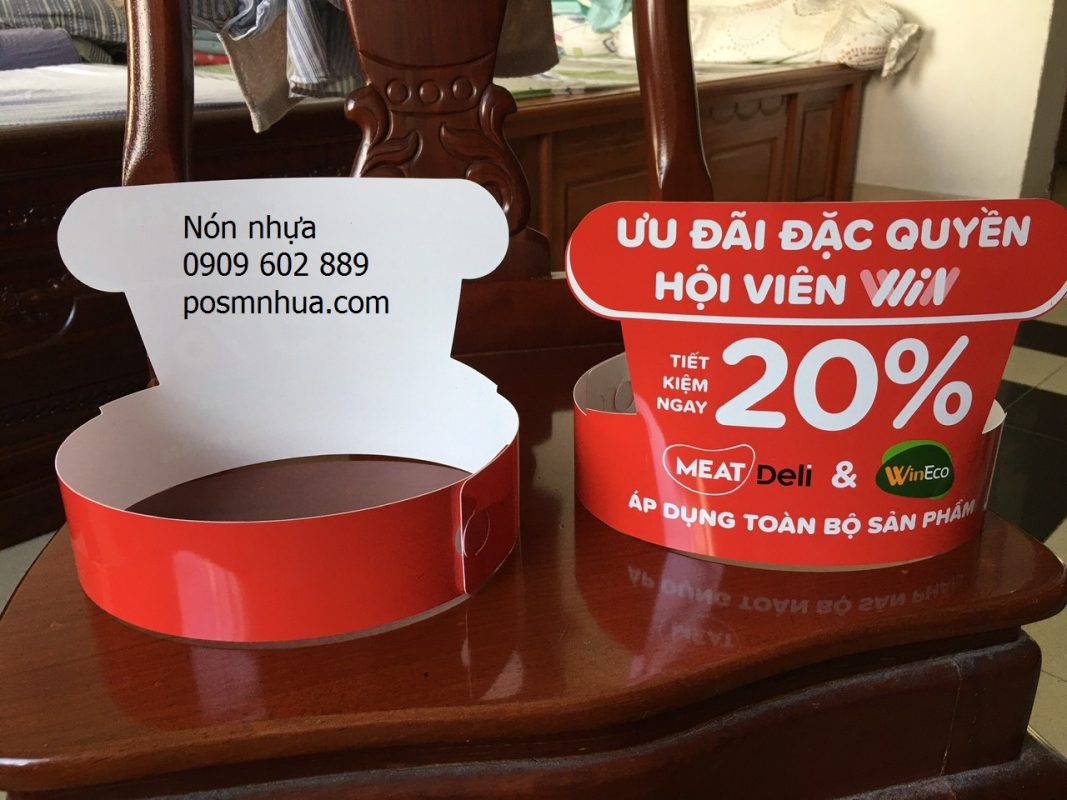 Nón nhựa
0909 602 889
posmnhua.com
ƯU ĐÃI ĐẶC QUYỀN
HỘI VIÊN WiN
TIẾT
KIỆM
NGAY
20%
MEAT Deli & WinEco
ÁP DỤNG TOÀN BỘ SẢN PHẨM